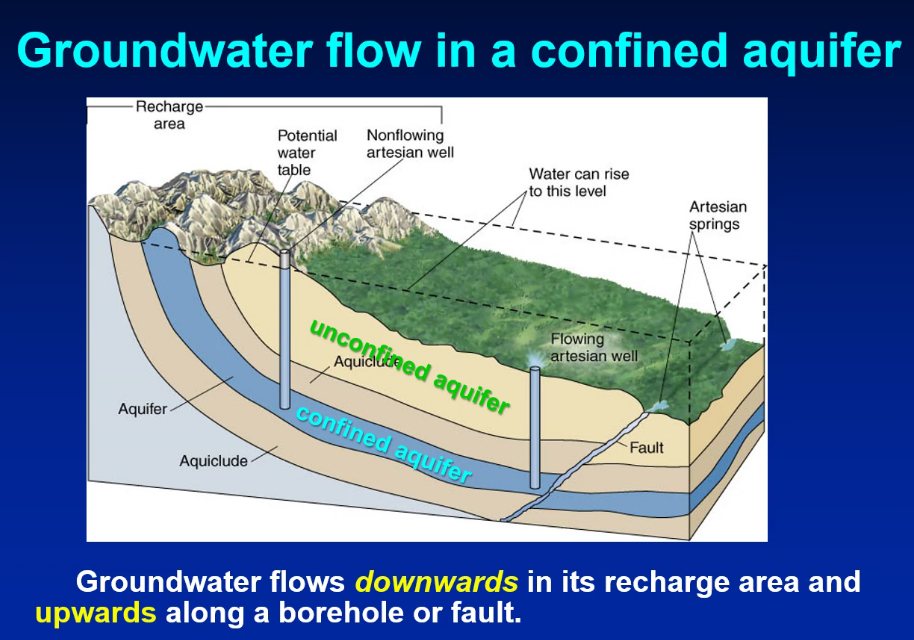 Groundwater flow in a confined aquifer
Recharge
area
Potential
water
table
Nonflowing
artesian well
Water can rise
to this level
Artesian
springs
unconfined aquifer
Flowing
artesian well
Aquiclude
Aquifer
confined aquifer
Fault
Aquiclude
Groundwater flows downwards in its recharge area and
upwards along a borehole or fault.